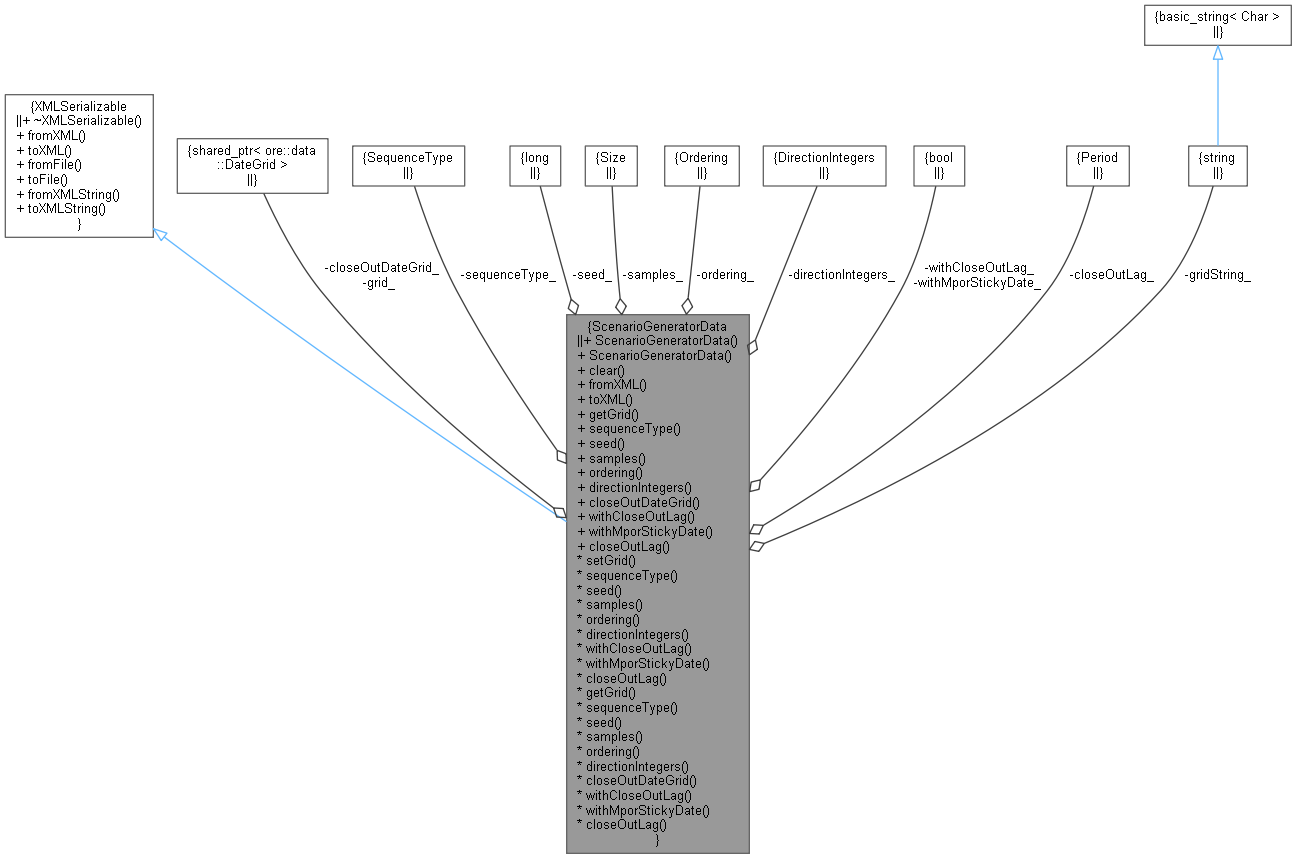 {basic_string< Char >
||}
{XMLSerializable
||+ ~XMLSerializable()
+ fromXML()
+ toXML()
+ fromFile()
+ toFile()
+ fromXMLString()
+ toXMLString()
}
{shared_ptr< ore::data
::DateGrid >
||}
{SequenceType
||}
{long
||}
{Size
||}
{Ordering
||}
{DirectionIntegers
||}
{bool
||}
{Period
||}
{string
||}
-closeOutDateGrid_
-grid_
-sequenceType_
-seed_
-samples_
-ordering_
-directionIntegers_
-withCloseOutLag_
-withMporStickyDate_
-closeOutLag_
-gridString_
{ScenarioGeneratorData
||+ ScenarioGeneratorData()
+ ScenarioGeneratorData()
+ clear()
+ fromXML()
+ toXML()
+ getGrid()
+ sequenceType()
+ seed()
+ samples()
+ ordering()
+ directionIntegers()
+ closeOutDateGrid()
+ withCloseOutLag()
+ withMporStickyDate()
+ closeOutLag()
* setGrid()
* sequenceType()
* seed()
* samples()
* ordering()
* directionIntegers()
* withCloseOutLag()
* withMporStickyDate()
* closeOutLag()
* getGrid()
* sequenceType()
* seed()
* samples()
* ordering()
* directionIntegers()
* closeOutDateGrid()
* withCloseOutLag()
* withMporStickyDate()
* closeOutLag()
}